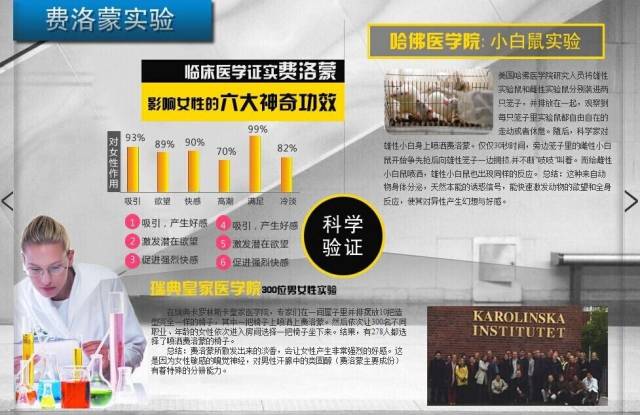 费洛蒙实验
哈佛医学院: 小白鼠实验
临床医学证实费洛蒙
影响女性的六大神奇功效
对女性作用
93% 89% 90% 70% 99% 82%
吸引 欲望 快感 高潮 满足 冷淡
1 吸引，产生好感
2 激发潜在欲望
3 促进强烈快感
4 吸引，产生好感
5 激发潜在欲望
6 促进强烈快感
科学
验证
美国哈佛医学院研究人员将雄性
实验鼠和雌性实验鼠分别装进两
只笼子，并排放在一起，观察到
每只笼子里实验鼠都自由自在的
走动或者休憩。随后，科学家对
雄性小白身上喷洒费洛蒙。仅仅30秒时间，旁边笼子里的雌性小白
鼠开始争先抢后向雄性笼子一边拥挤，并不断"吱吱"叫着。而给雌性
小白鼠喷洒，雄性小白鼠也出现同样的反应。 总结：这种来自动
物身体分泌，天然本能的诱惑信号，能快速激发动物的欲望和全身
反应，使其对异性产生幻想与好感。
瑞典皇家医学院300位男女性实验
在瑞典卡罗林斯卡皇家医学院，专家们在一间屋子里并排摆放10把造
型完全一样的椅子，其中一把椅子上喷洒上费洛蒙。然后依次让300名不同
职业，年龄的女性依次进入房间选择一把椅子坐下来。结果，有278人都选
择了喷洒费洛蒙的椅子。
总结：费洛蒙所散发出来的淡香，会让女性产生非常强烈的好感。这
是因为女性敏感的嗅觉神经，对男性汗腺中的类固醇（费洛蒙主要成份）
有着特殊的分辨能力。
KAROLINSKA
INSTITUTET